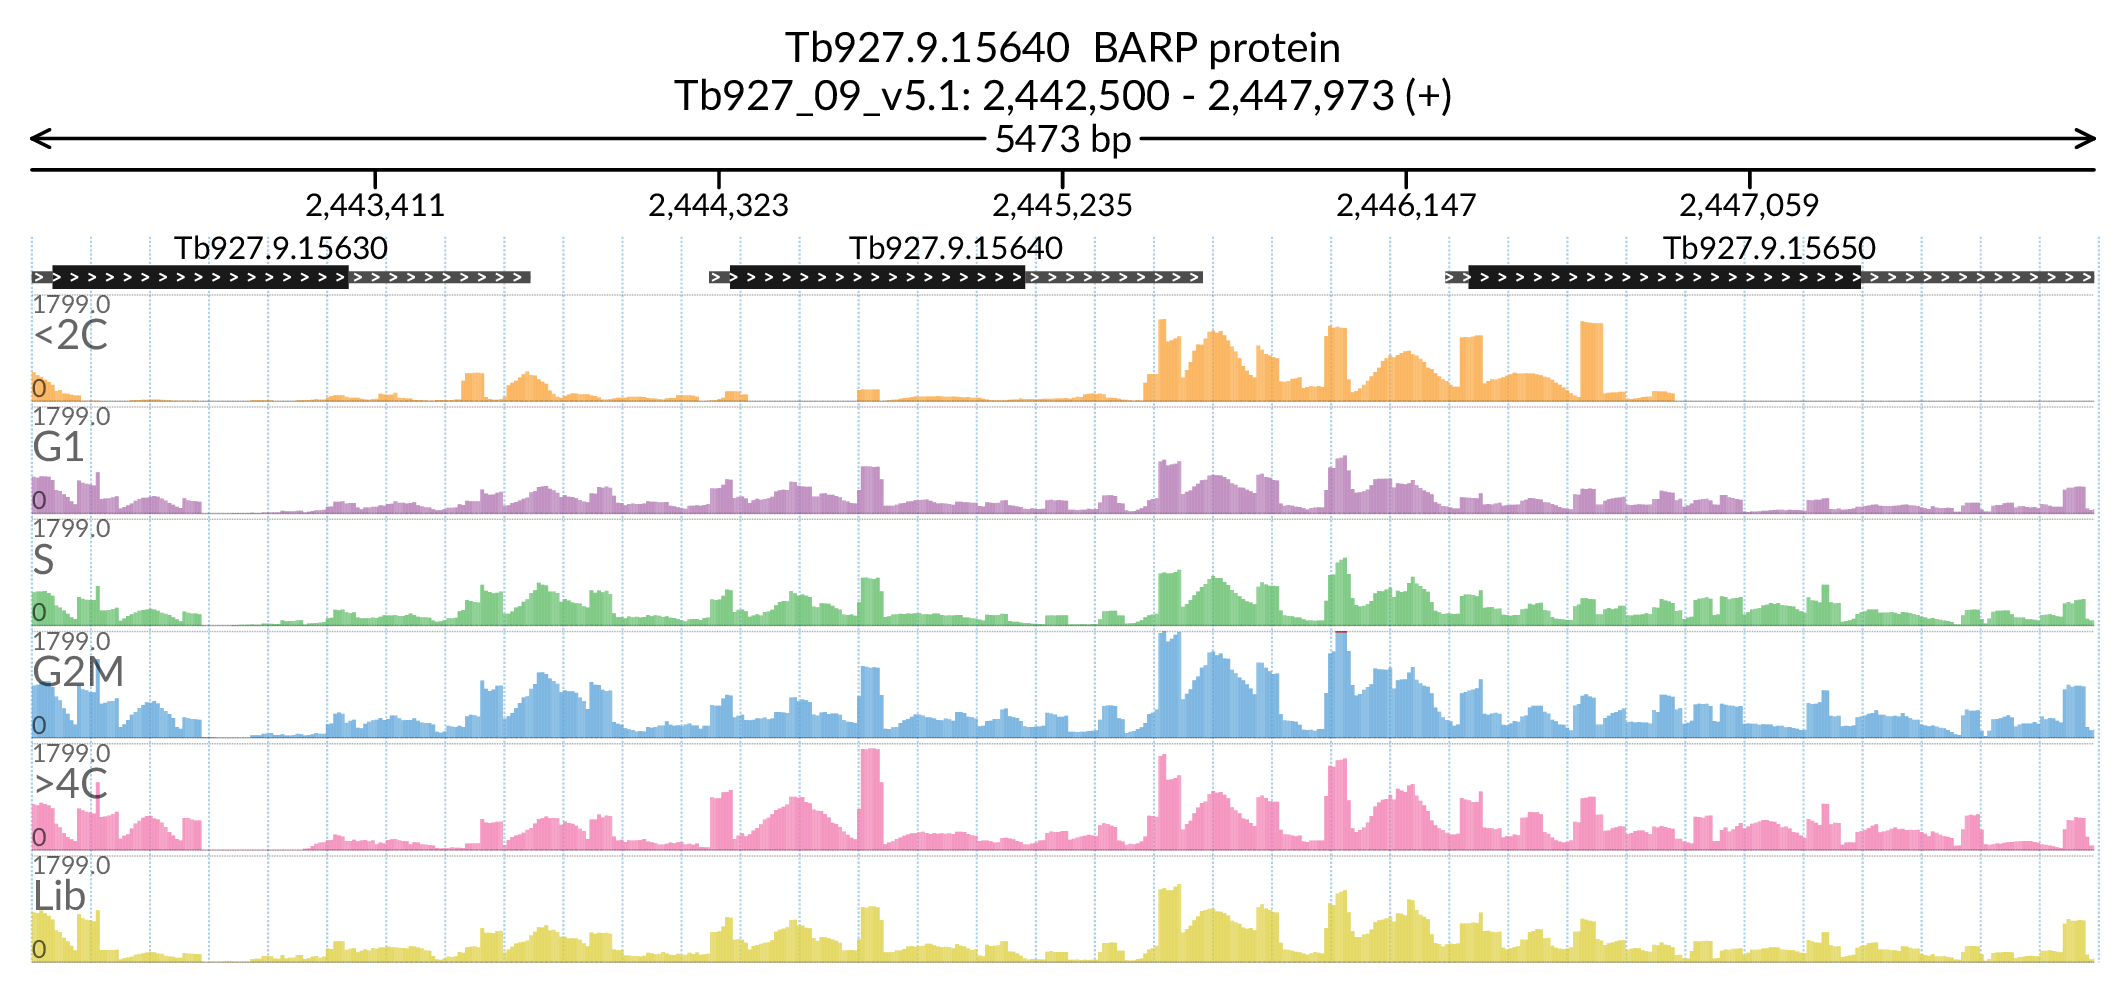 Tb927.9.15640 BARP protein
Tb927_09_v5.1: 2,442,500 - 2,447,973 (+)
5473 bp
2,443,411 2,444,323 2,445,235 2,446,147 2,447,059
Tb927.9.15630 Tb927.9.15640 Tb927.9.15650
1799.0
<2C
0
1799.0
G1
0
1799.0
S
0
1799.0
G2M
0
1799.0
>4C
0
1799.0
Lib
0